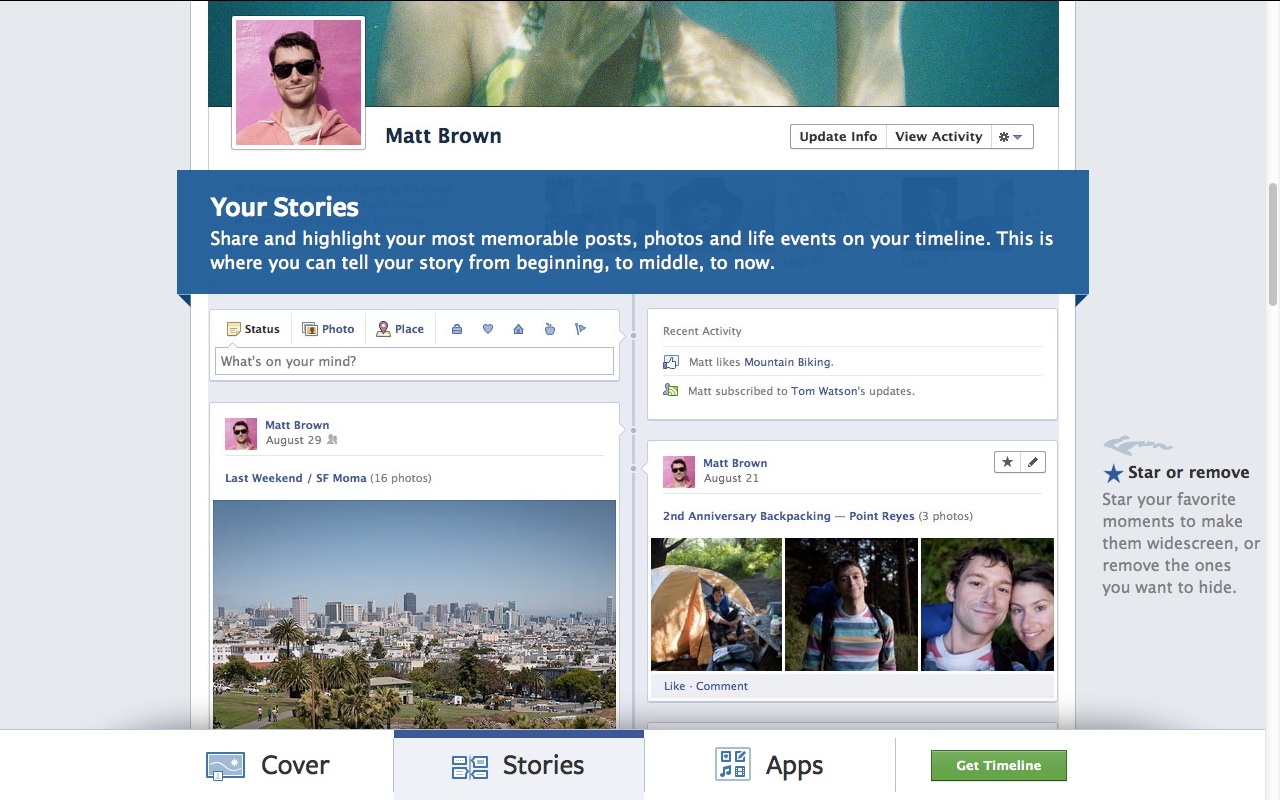 Matt Brown
Update Info
View Activity
Your Stories
Share and highlight your most memorable posts, photos and life events on your timeline. This is
where you can tell your story from beginning, to middle, to now.
Status
Photo
Place
What's on your mind?
Recent Activity
Matt likes Mountain Biking.
Matt subscribed to Tom Watson's updates.
Matt Brown
August 29
Last Weekend / SF Moma (16 photos)
Matt Brown
August 21
2nd Anniversary Backpacking — Point Reyes (3 photos)
Like · Comment
Star or remove
Star your favorite
moments to make
them widescreen, or
remove the ones
you want to hide.
Cover
Stories
Apps
Get Timeline